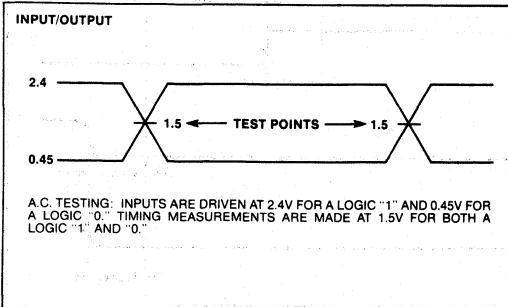 INPUT/OUTPUT
2.4
1.5 TEST POINTS 1.5
0.45
A.C. TESTING: INPUTS ARE DRIVEN AT 2.4V FOR A LOGIC "1" AND 0.45V FOR
A LOGIC "0." TIMING MEASUREMENTS ARE MADE AT 1.5V FOR BOTH A
LOGIC "1" AND "0."